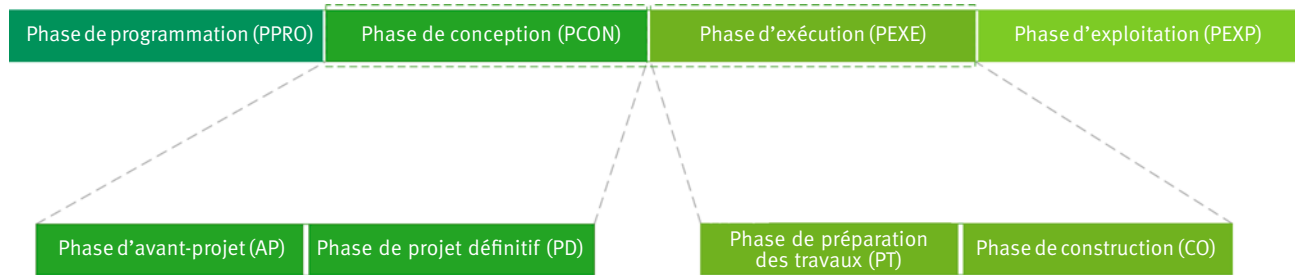 Phase de programmation (PPRO)
Phase de conception (PCON)
Phase d'exécution (PEXE)
Phase d'exploitation (PEXP)
Phase d'avant-projet (AP)
Phase de projet définitif (PD)
Phase de préparation
des travaux (PT)
Phase de construction (CO)